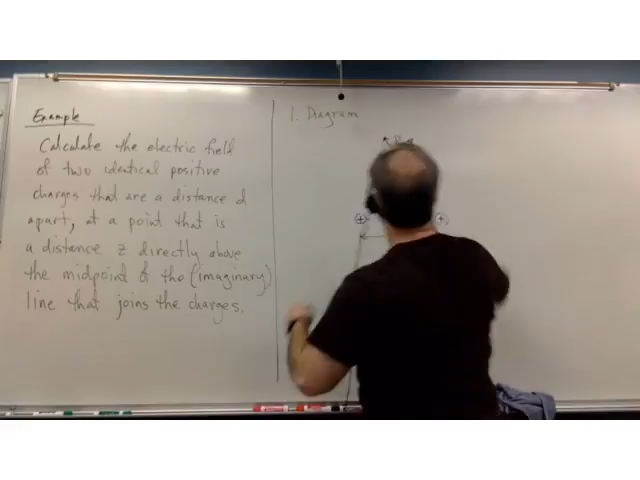 Example
Calculate the electric field
of two identical positive
charges that are a distance d
apart, at a point that is
a distance z directly above
the midpoint of the (imaginary)
line that joins the charges.
1. Diagram
+
+